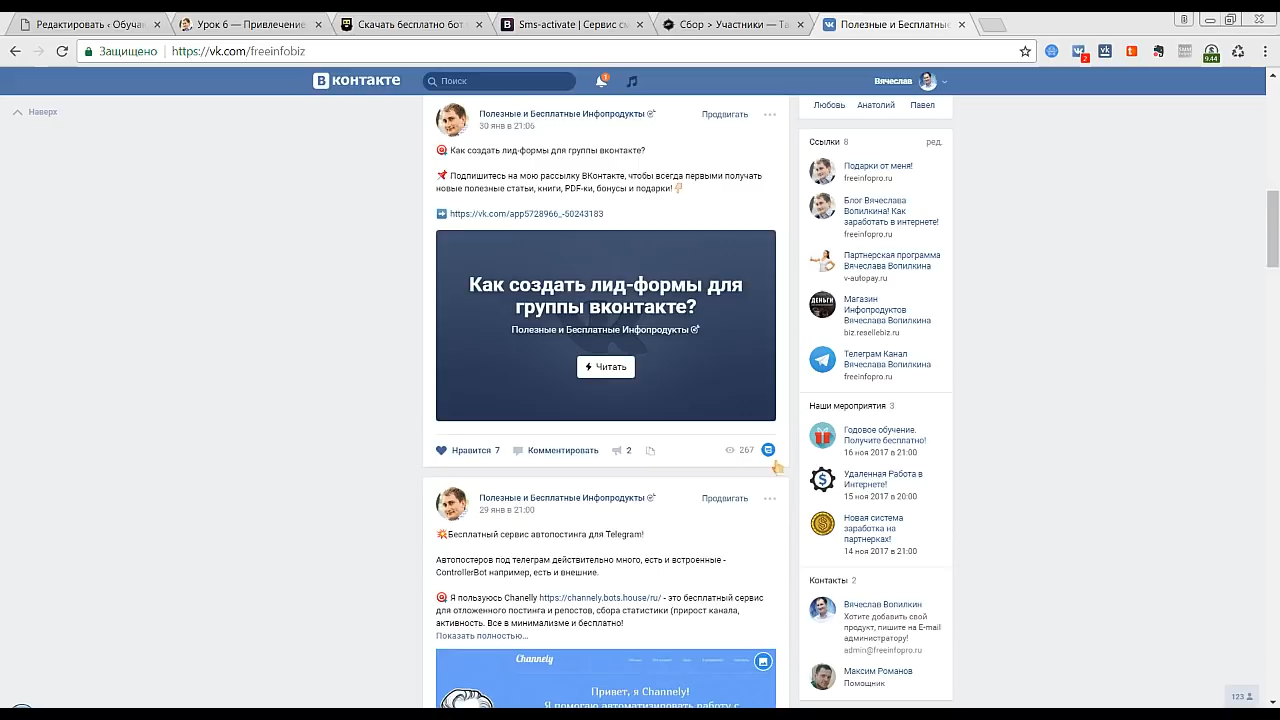 Редактировать ‹ Обуча
Урок 6 — Привлечение
Скачать бесплатно бот
Sms-activate | Сервис
Сбор > Участники — Та
Полезные и Бесплатные
Защищено
https://vk.com/freeinfobiz
2
9.44
ВКонтакте
Поиск
1
Вячеслав
Наверх
Полезные и Бесплатные Инфопродукты
30 янв в 21:06
Продвигать
Как создать лид-формы для группы вконтакте?
Подпишитесь на мою рассылку ВКонтакте, чтобы всегда первыми получать
новые полезные статьи, книги, PDF-ки, бонусы и подарки!
https://vk.com/app5728966_-50243183
Как создать лид-формы для
группы вконтакте?
Полезные и Бесплатные Инфопродукты
Читать
Нравится 7
Комментировать
2
267
Полезные и Бесплатные Инфопродукты
29 янв в 21:00
Продвигать
Бесплатный сервис автопостинга для Telegram!
Автопостеров под телеграм действительно много, есть и встроенные -
ControllerBot например, есть и внешние.
Я пользуюсь Chanelly https://channely.bots.house/ru/ - это бесплатный сервис
для отложенного постинга и репостов, сбора статистики (прирост канала,
активность. Все в минимализме и бесплатно!
Показать полностью…
Channely
Привет, я Channely!
Я помогаю автоматизировать работу с
Любовь Анатолий Павел
Ссылки 8
ред.
Подарки от меня!
freeinfopro.ru
Блог Вячеслава
Вопилкина! Как
заработать в интернете!
freeinfopro.ru
Партнерская программа
Вячеслава Вопилкина
v-autopay.ru
ДЕНЬГИ
Магазин
Инфопродуктов
Вячеслава Вопилкина
biz.resellebiz.ru
Телеграм Канал
Вячеслава Вопилкина
freeinfopro.ru
Наши мероприятия 3
Годовое обучение.
Получите бесплатно!
16 ноя 2017 в 21:00
Удаленная Работа в
Интернете!
15 ноя 2017 в 20:00
Новая система
заработка на
партнерках!
14 ноя 2017 в 21:00
Контакты 2
Вячеслав Вопилкин
Хотите добавить свой
продукт, пишите на E-mail
администратору!
admin@freeinfopro.ru
Максим Романов
Помощник
123